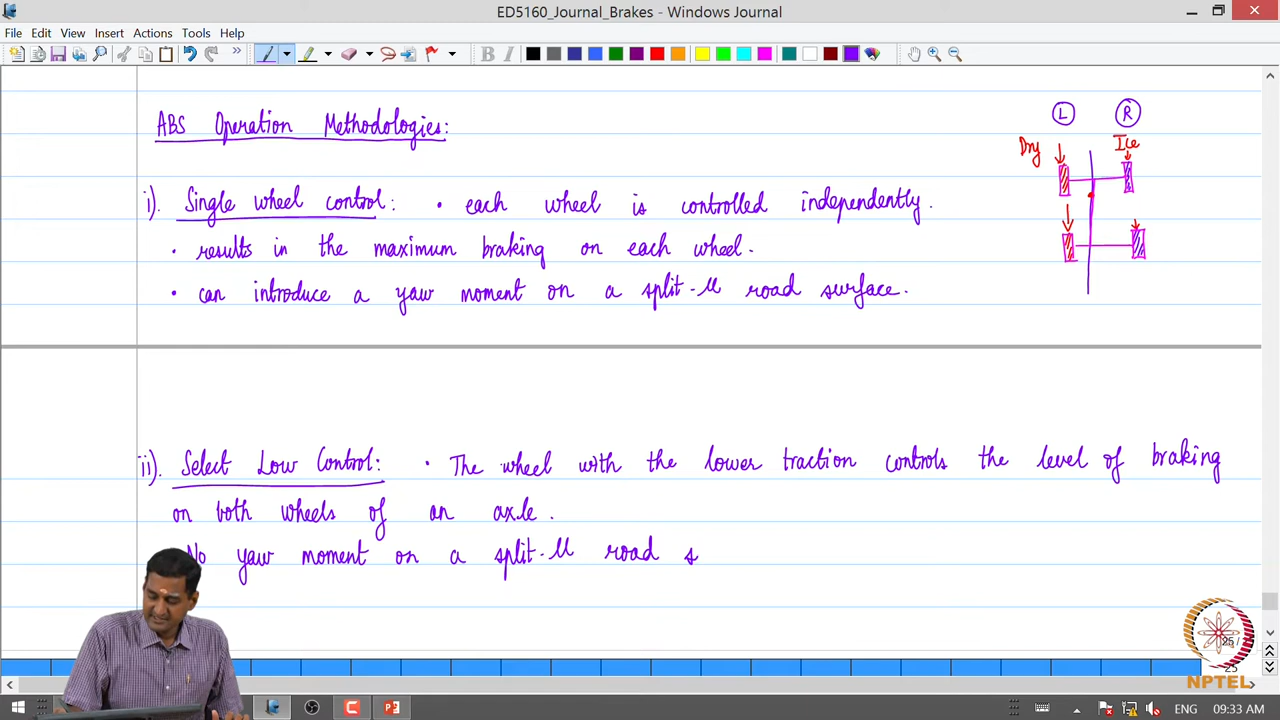 ED5160_Journal_Brakes - Windows Journal
File Edit View Insert Actions Tools Help
ABS Operation Methodologies:
L R
Dry Ice
i). Single wheel control: • each wheel is controlled independently.
• results in the maximum braking on each wheel.
• can introduce a yaw moment on a split-μ road surface.
ii). Select Low Control: • The wheel with the lower traction controls the level of braking
on both wheels of an axle.
No yaw moment on a split-μ road s
25 /
25
NPTEL
ENG 09:33 AM